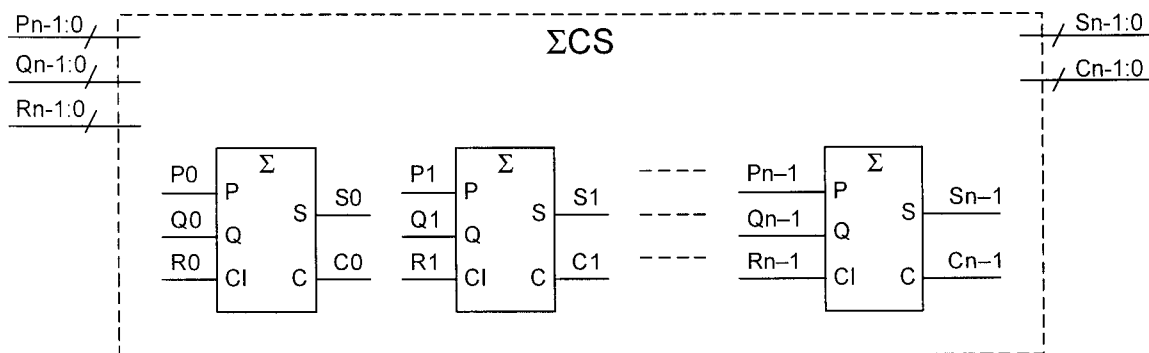 Pn-1:0
ΣCS
Sn-1:0
Qn-1:0
Cn-1:0
Rn-1:0
P0 Σ P1 Σ Pn–1 Σ
P P P
S S0 S S1 S Sn–1
Q0 Q Q1 Q Qn–1 Q
R0 CI C C0 R1 CI C C1 Rn–1 CI C Cn–1